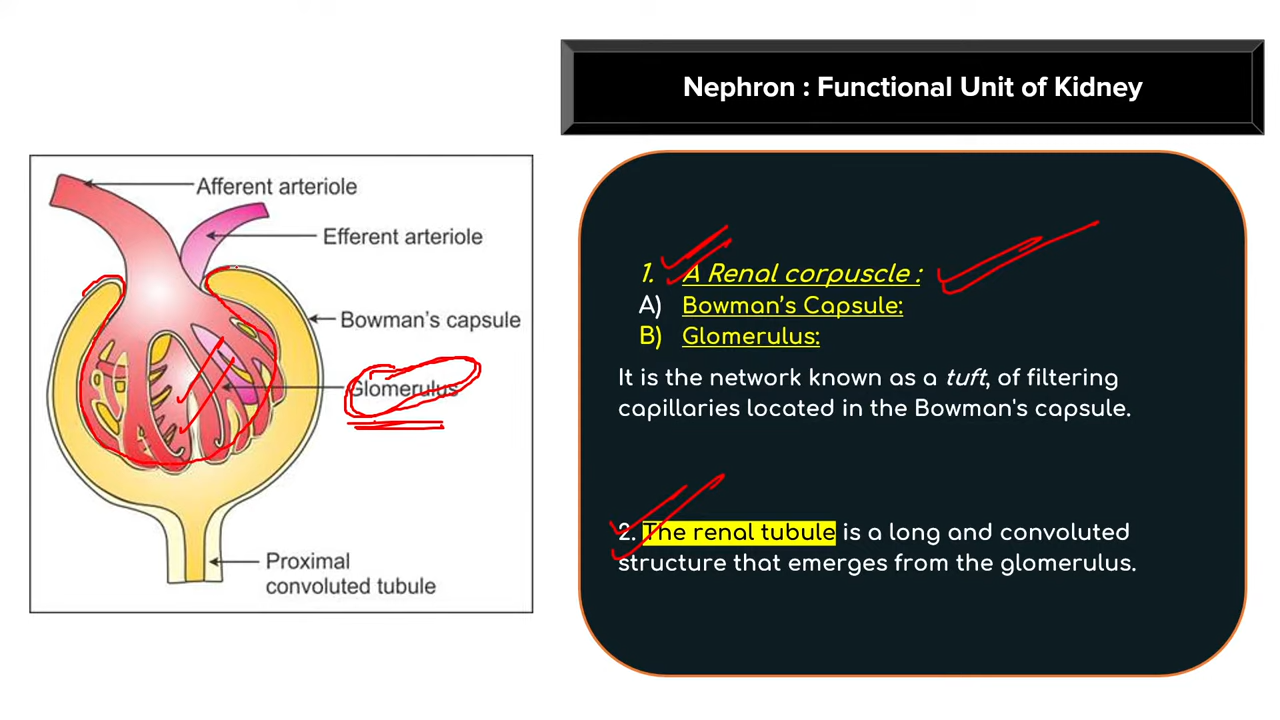 Nephron : Functional Unit of Kidney
Afferent arteriole
Efferent arteriole
Bowman's capsule
Glomerulus
Proximal
convoluted tubule
1. A Renal corpuscle :
A) Bowman's Capsule:
B) Glomerulus:
It is the network known as a tuft, of filtering
capillaries located in the Bowman's capsule.
2. The renal tubule is a long and convoluted
structure that emerges from the glomerulus.